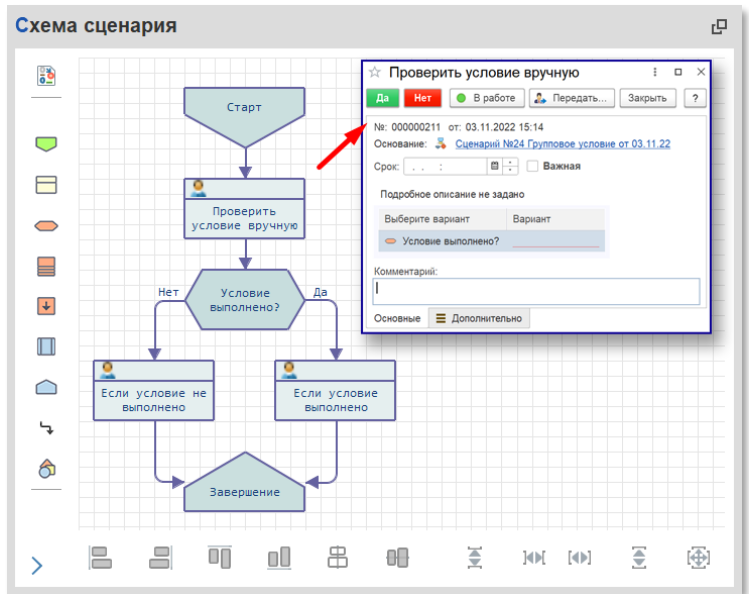 Схема сценария
Старт
Проверить
условие вручную
Нет
Условие
выполнено?
Да
Если условие не
выполнено
Если условие
выполнено
Завершение
Проверить условие вручную
Да
Нет
В работе
Передать...
Закрыть
?
№: 000000211 от: 03.11.2022 15:14
Основание: Сценарий №24 Групповое условие от 03.11.22
Срок: . . : Важная
Подробное описание не задано
Выберите вариант Вариант
Условие выполнено?
Комментарий:
Основные Дополнительно